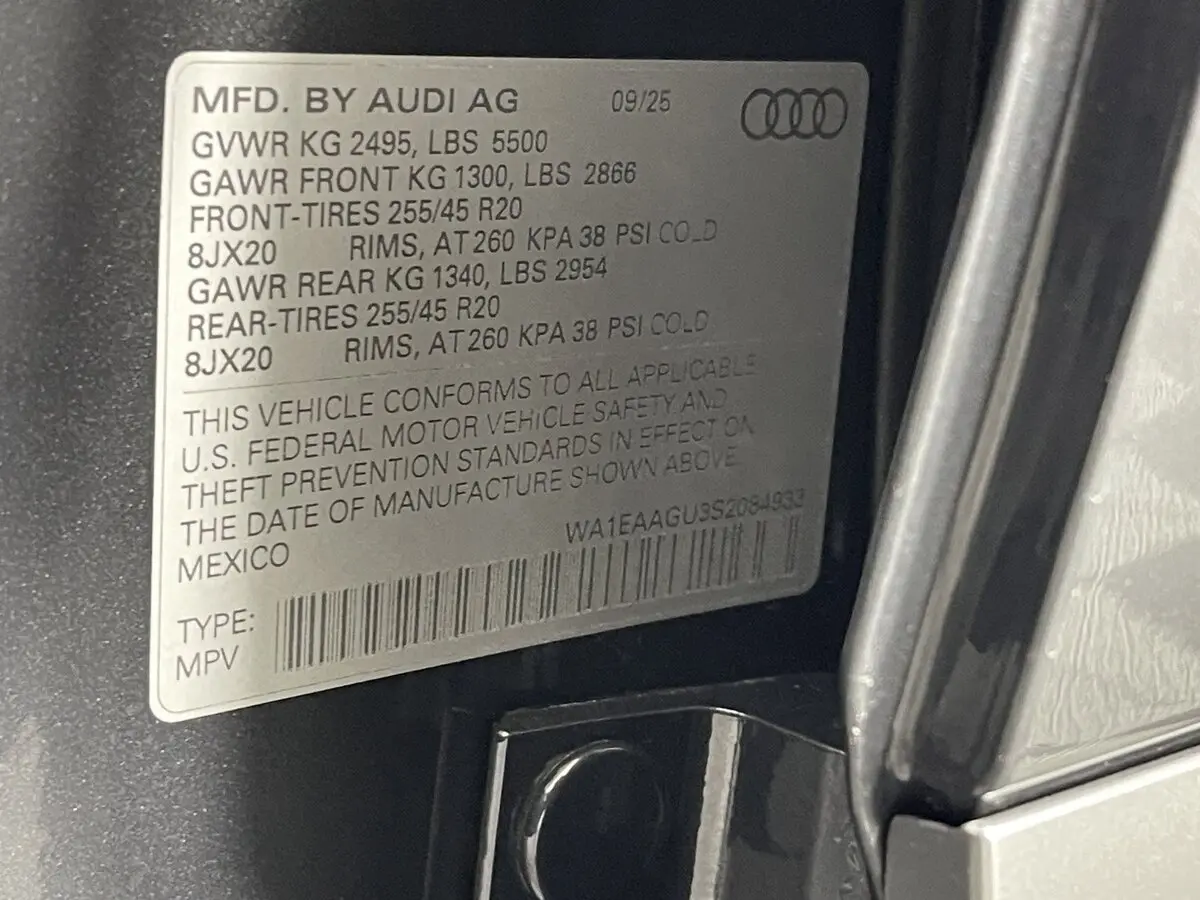 MFD. BY AUDI AG 09/25
GVWR KG 2495, LBS 5500
GAWR FRONT KG 1300, LBS 2866
FRONT-TIRES 255/45 R20
8JX20 RIMS, AT 260 KPA 38 PSI COLD
GAWR REAR KG 1340, LBS 2954
REAR-TIRES 255/45 R20
8JX20 RIMS, AT 260 KPA 38 PSI COLD
THIS VEHICLE CONFORMS TO ALL APPLICABLE
U.S. FEDERAL MOTOR VEHICLE SAFETY AND
THEFT PREVENTION STANDARDS IN EFFECT ON
THE DATE OF MANUFACTURE SHOWN ABOVE.
MEXICO WA1EAAGU3S2084933
TYPE:
MPV